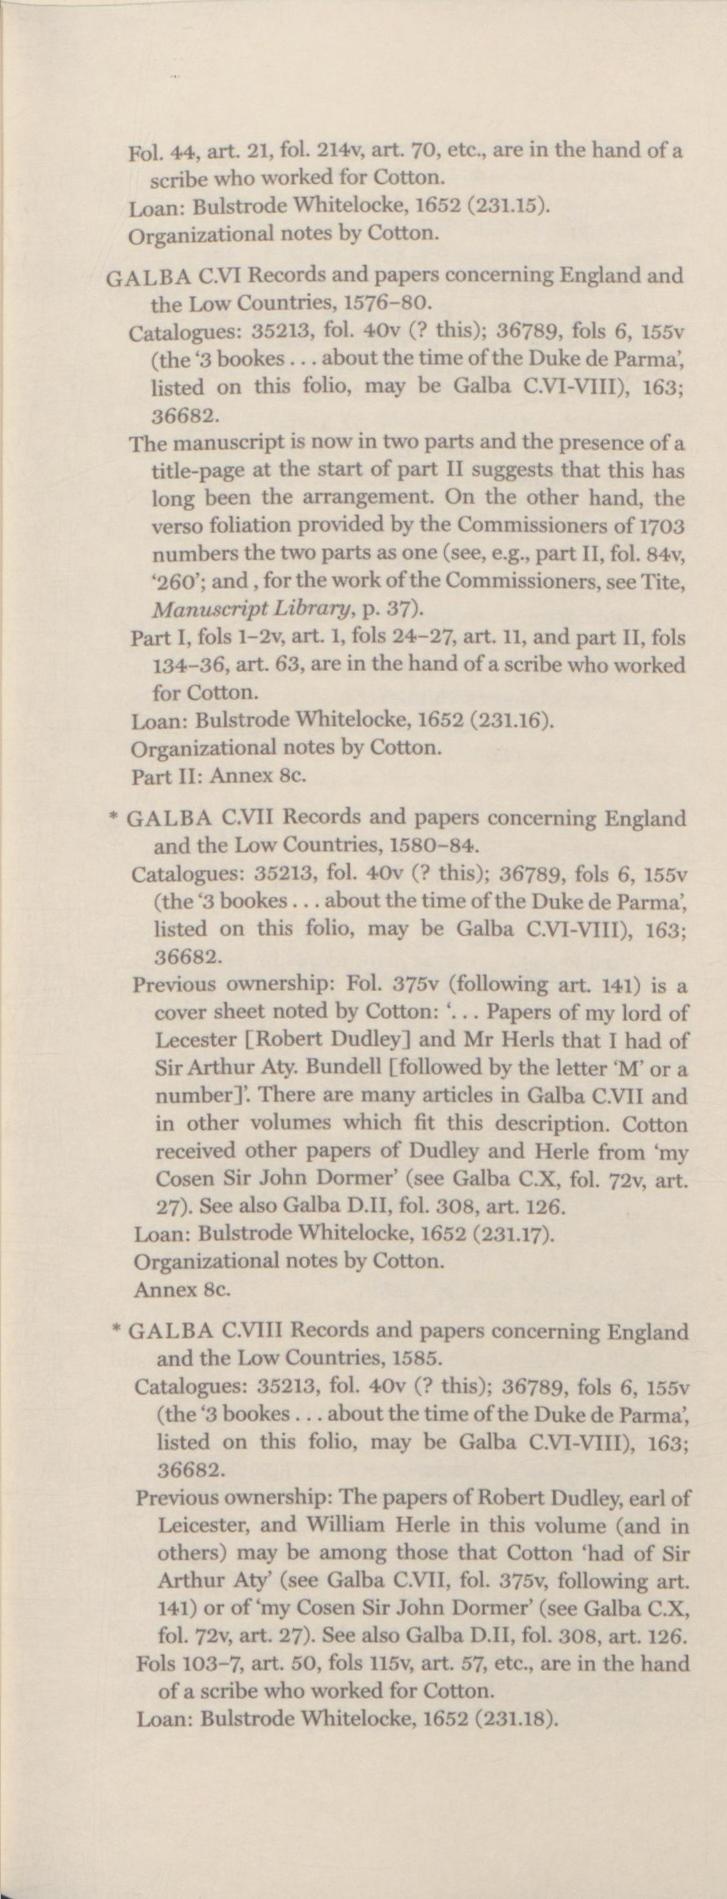 Fol. 44, art. 21, fol. 214v, art. 70, etc., are in the hand of a
scribe who worked for Cotton.
Loan: Bulstrode Whitelocke, 1652 (231.15).
Organizational notes by Cotton.
GALBA C.VI Records and papers concerning England and
the Low Countries, 1576–80.
Catalogues: 35213, fol. 40v (? this); 36789, fols 6, 155v
(the ‘3 bookes . . . about the time of the Duke de Parma’,
listed on this folio, may be Galba C.VI-VIII), 163;
36682.
The manuscript is now in two parts and the presence of a
title-page at the start of part II suggests that this has
long been the arrangement. On the other hand, the
verso foliation provided by the Commissioners of 1703
numbers the two parts as one (see, e.g., part II, fol. 84v,
‘260’; and , for the work of the Commissioners, see Tite,
Manuscript Library, p. 37).
Part I, fols 1–2v, art. 1, fols 24–27, art. 11, and part II, fols
134–36, art. 63, are in the hand of a scribe who worked
for Cotton.
Loan: Bulstrode Whitelocke, 1652 (231.16).
Organizational notes by Cotton.
Part II: Annex 8c.
* GALBA C.VII Records and papers concerning England
and the Low Countries, 1580–84.
Catalogues: 35213, fol. 40v (? this); 36789, fols 6, 155v
(the ‘3 bookes . . . about the time of the Duke de Parma’,
listed on this folio, may be Galba C.VI-VIII), 163;
36682.
Previous ownership: Fol. 375v (following art. 141) is a
cover sheet noted by Cotton: ‘. . . Papers of my lord of
Lecester [Robert Dudley] and Mr Herls that I had of
Sir Arthur Aty. Bundell [followed by the letter ‘M’ or a
number]’. There are many articles in Galba C.VII and
in other volumes which fit this description. Cotton
received other papers of Dudley and Herle from ‘my
Cosen Sir John Dormer’ (see Galba C.X, fol. 72v, art.
27). See also Galba D.II, fol. 308, art. 126.
Loan: Bulstrode Whitelocke, 1652 (231.17).
Organizational notes by Cotton.
Annex 8c.
* GALBA C.VIII Records and papers concerning England
and the Low Countries, 1585.
Catalogues: 35213, fol. 40v (? this); 36789, fols 6, 155v
(the ‘3 bookes . . . about the time of the Duke de Parma’,
listed on this folio, may be Galba C.VI-VIII), 163;
36682.
Previous ownership: The papers of Robert Dudley, earl of
Leicester, and William Herle in this volume (and in
others) may be among those that Cotton ‘had of Sir
Arthur Aty’ (see Galba C.VII, fol. 375v, following art.
141) or of ‘my Cosen Sir John Dormer’ (see Galba C.X,
fol. 72v, art. 27). See also Galba D.II, fol. 308, art. 126.
Fols 103–7, art. 50, fols 115v, art. 57, etc., are in the hand
of a scribe who worked for Cotton.
Loan: Bulstrode Whitelocke, 1652 (231.18).